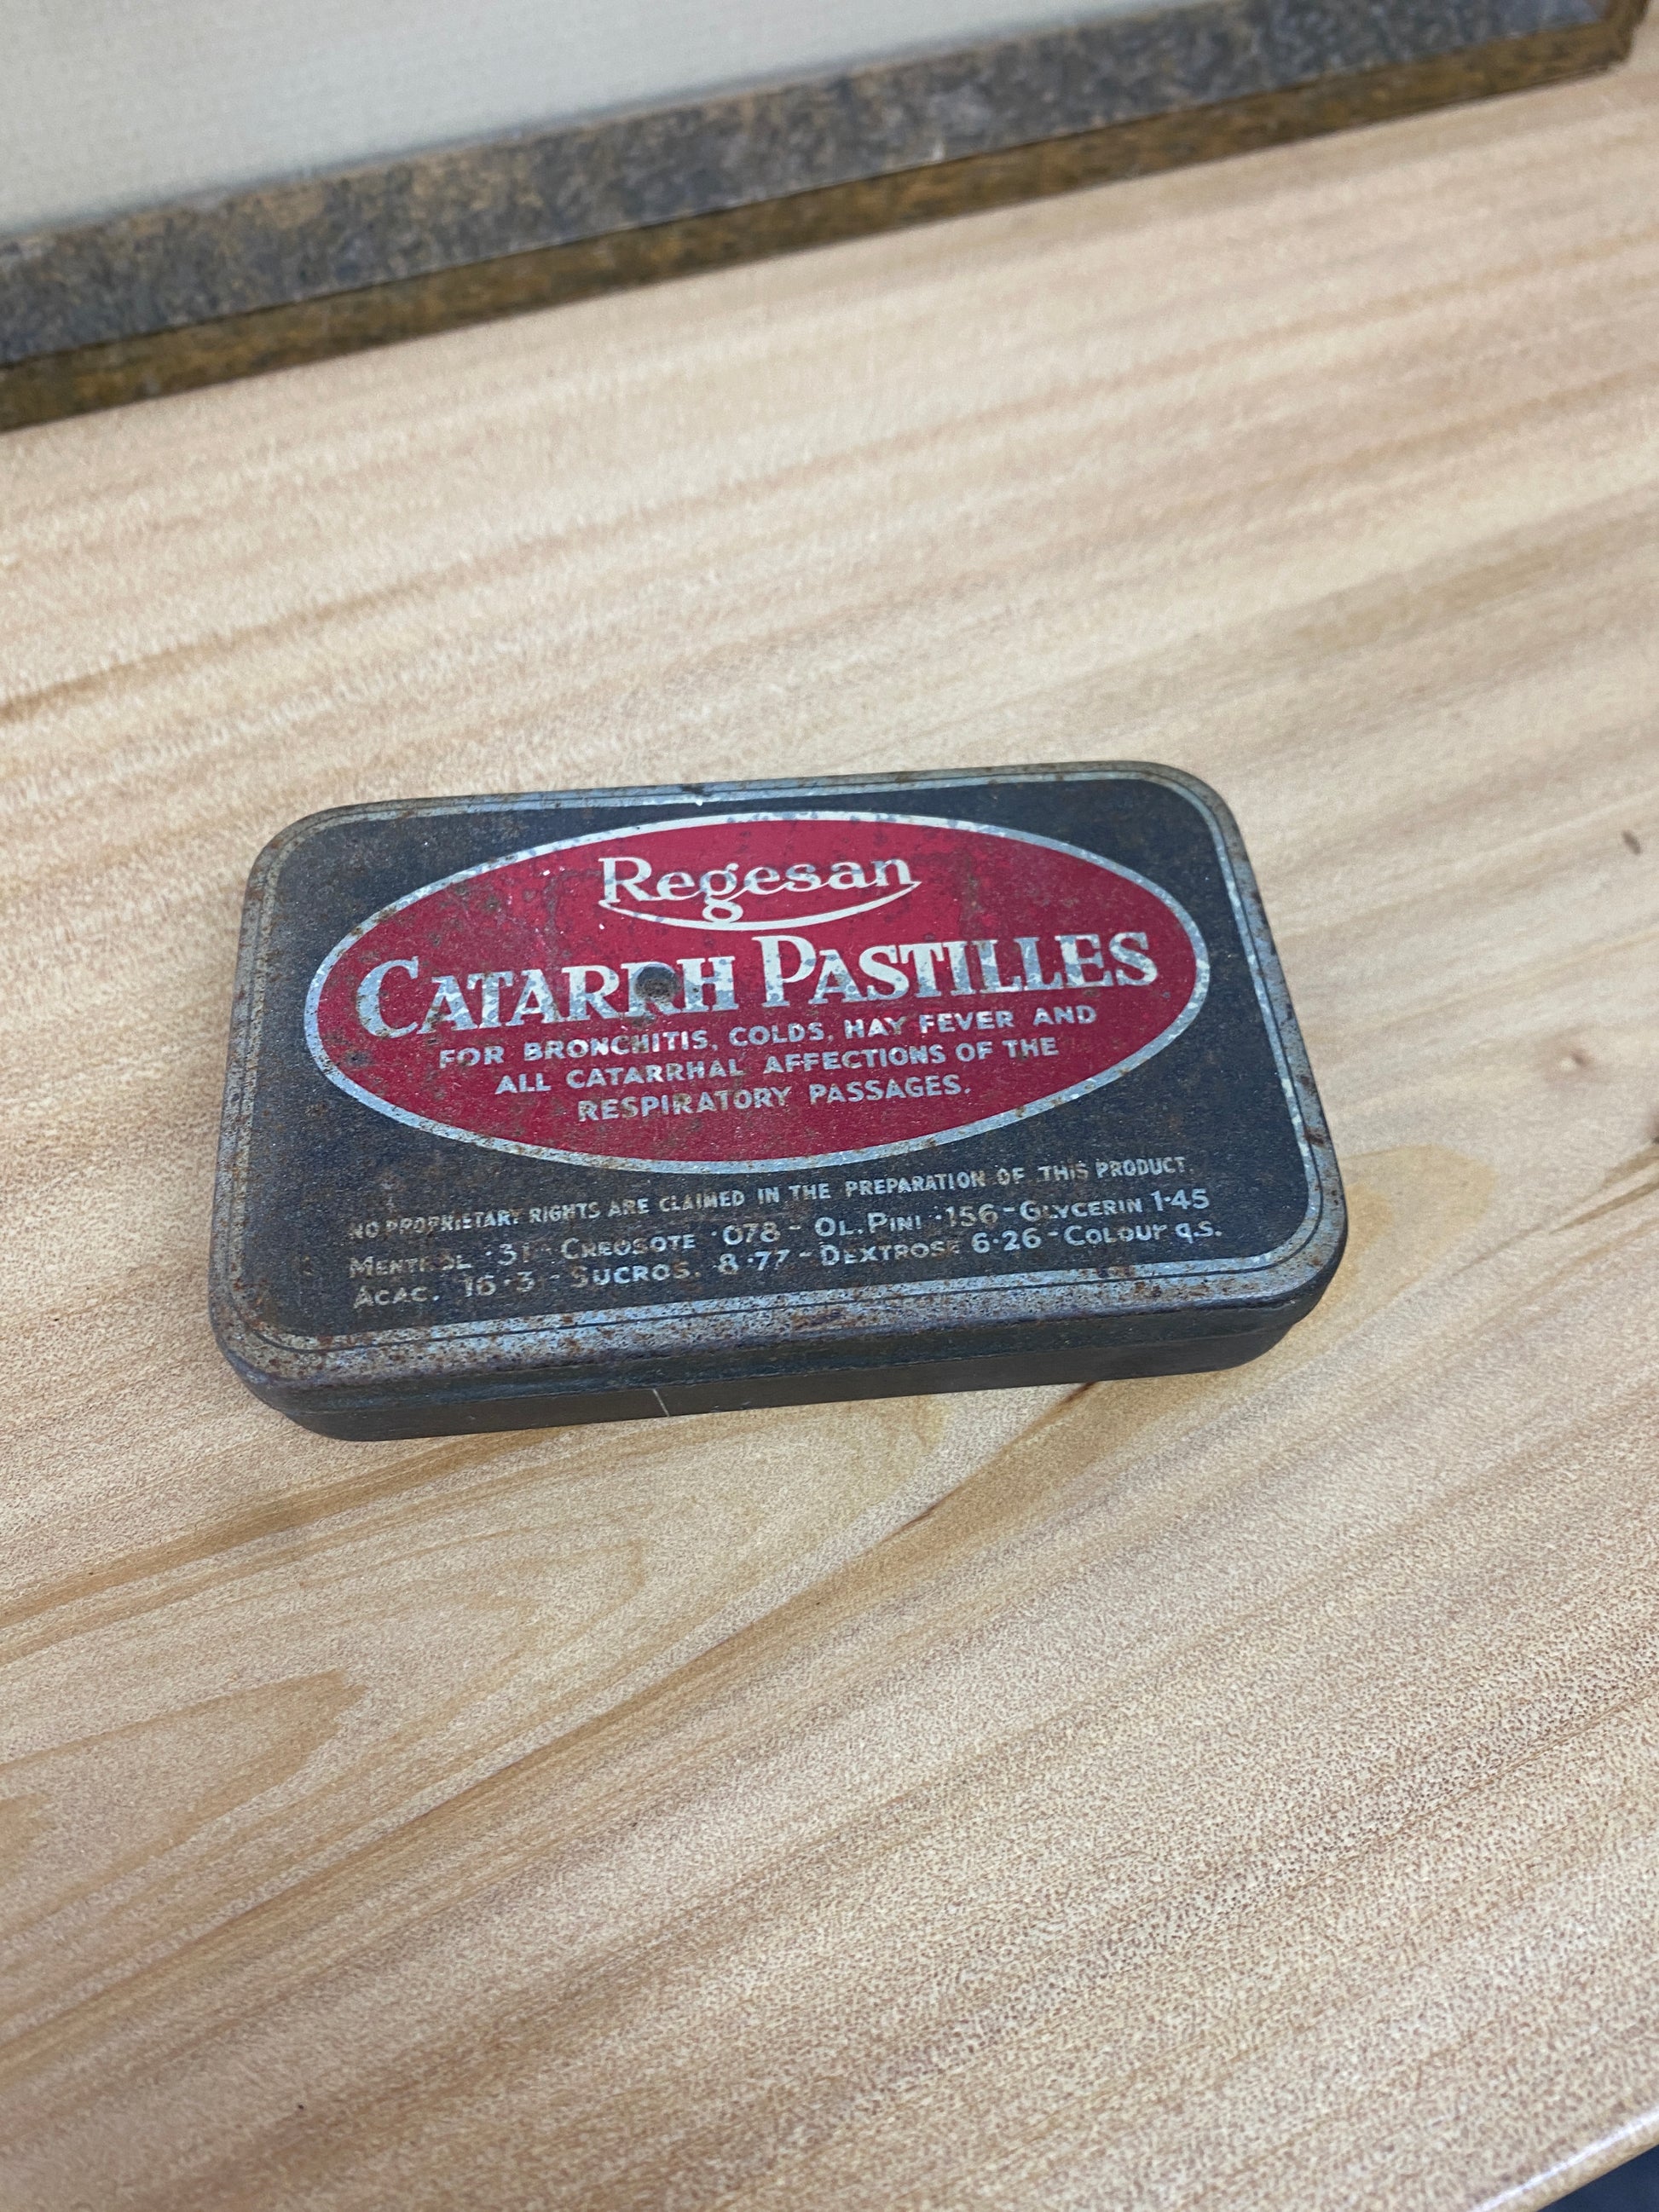 Regesan
CATARRH PASTILLES
FOR BRONCHITIS, COLDS, HAY FEVER AND
ALL CATARRHAL AFFECTIONS OF THE
RESPIRATORY PASSAGES.
NO PROPRIETARY RIGHTS ARE CLAIMED IN THE PREPARATION OF THIS PRODUCT.
MENTHOL ·31 - CREOSOTE ·078 - OL. PINI ·156 - GLYCERIN 1·45
ACAC. 16·3 - SUCROS. 8·77 - DEXTROSE 6·26 - COLOUR q.s.